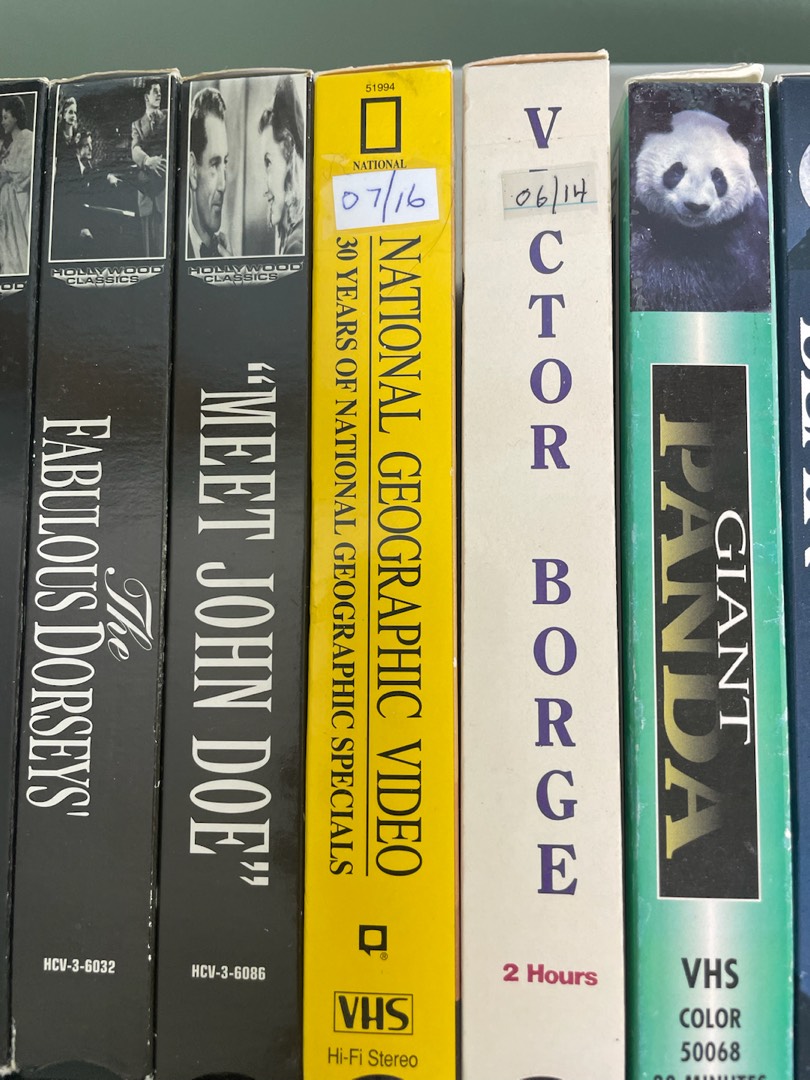 HOLLYWOOD
CLASSICS
The
FABULOUS DORSEYS'
HCV-3-6032
HOLLYWOOD
CLASSICS
"MEET JOHN DOE"
HCV-3-6086
51994
NATIONAL
07/16
NATIONAL GEOGRAPHIC VIDEO
30 YEARS OF NATIONAL GEOGRAPHIC SPECIALS
VHS
Hi-Fi Stereo
VICTOR BORGE
06/14
2 Hours
GIANT
PANDA
VHS
COLOR
50068